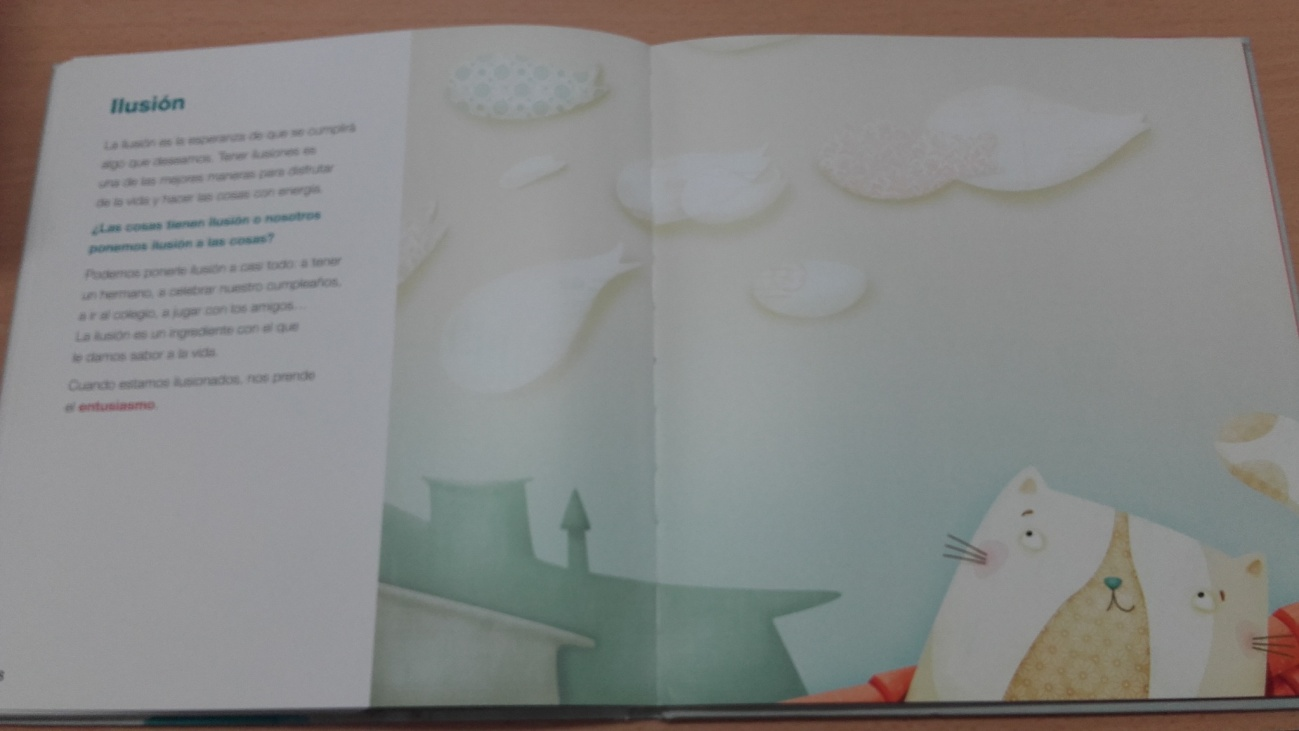 Ilusión
La ilusión es la esperanza de que se cumplirá
algo que deseamos. Tener ilusiones es
una de las mejores maneras para disfrutar
de la vida y hacer las cosas con energía.
¿Las cosas tienen ilusión o nosotros
ponemos ilusión a las cosas?
Podemos ponerle ilusión a casi todo: a tener
un hermano, a celebrar nuestro cumpleaños,
a ir al colegio, a jugar con los amigos...
La ilusión es un ingrediente con el que
le damos sabor a la vida.
Cuando estamos ilusionados, nos prende
el entusiasmo.